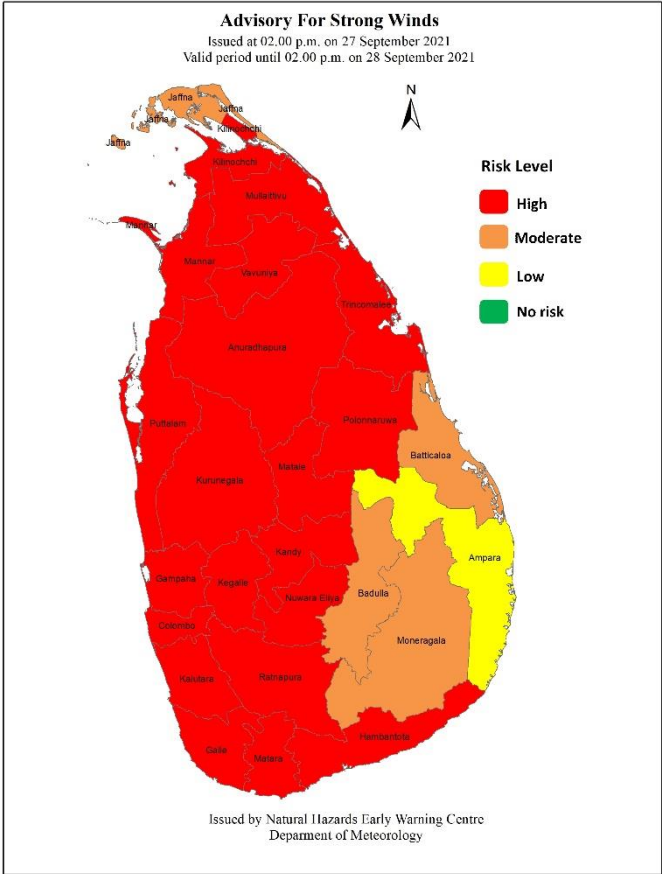 Advisory For Strong Winds
Issued at 02.00 p.m. on 27 September 2021
Valid period until 02.00 p.m. on 28 September 2021
N
Jaffna
Jaffna
Jaffna
Kilinochchi
Jaffna
Kilinochchi
Risk Level
Mullaitivu
High
Mannar
Moderate
Mannar
Vavuniya
Low
Trincomalee
No risk
Anuradhapura
Polonnaruwa
Puttalam
Batticaloa
Matale
Kurunegala
Kandy
Ampara
Gampaha
Kegalle
Badulla
Nuwara Eliya
Colombo
Moneragala
Kalutara
Ratnapura
Hambantota
Galle
Matara
Issued by Natural Hazards Early Warning Centre
Deparment of Meteorology